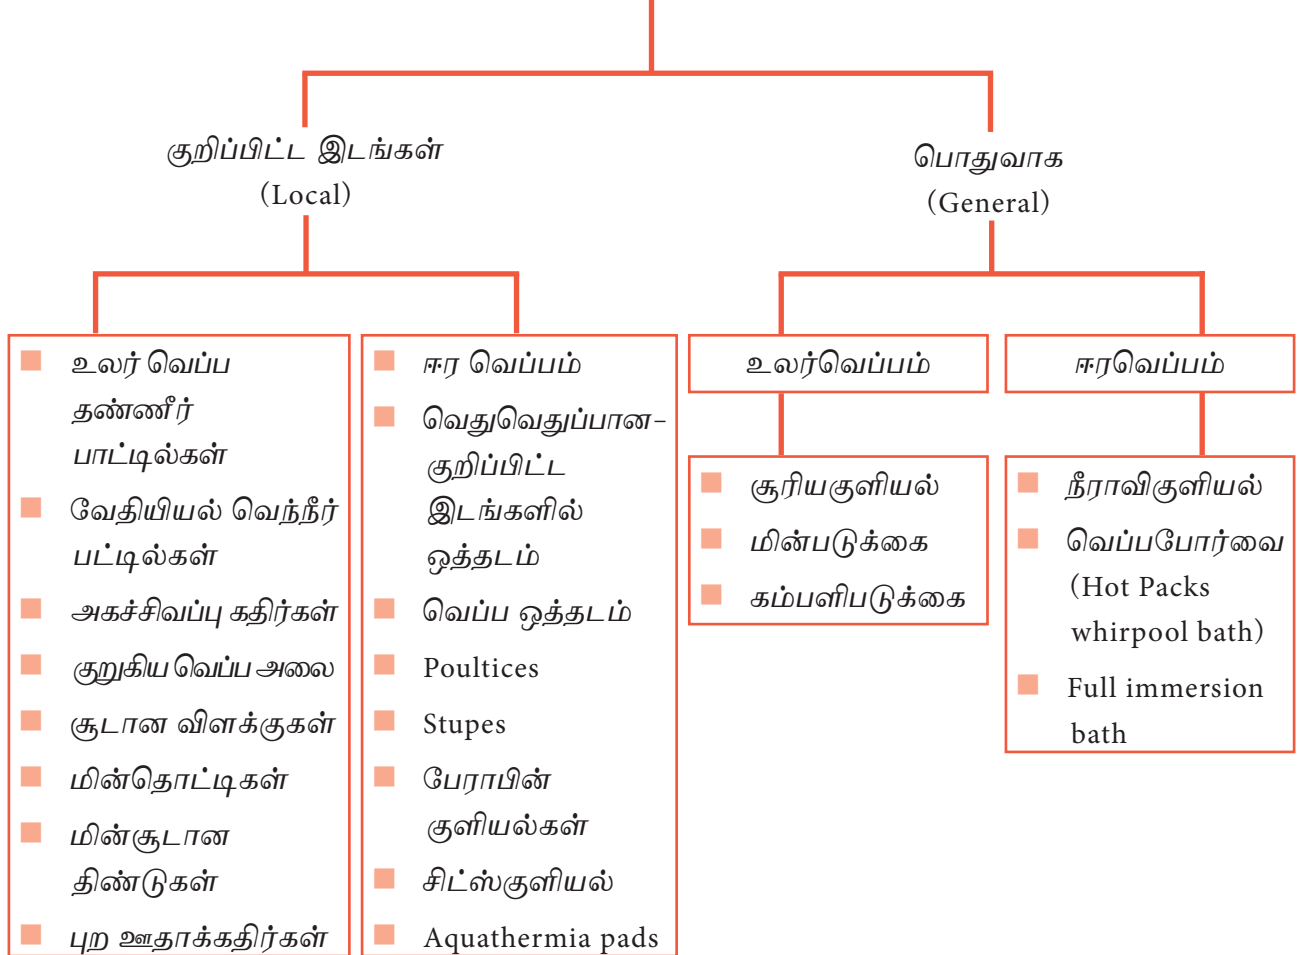 குறிப்பிட்ட இடங்கள்
(Local)
பொதுவாக
(General)
உலர் வெப்ப
தண்ணீர்
பாட்டில்கள்
வேதியியல் வெந்நீர்
பட்டில்கள்
அகச்சிவப்பு கதிர்கள்
குறுகிய வெப்ப அலை
சூடான விளக்குகள்
மின்தொட்டிகள்
மின்சூடான
திண்டுகள்
புற ஊதாக்கதிர்கள்
ஈர வெப்பம்
வெதுவெதுப்பான–
குறிப்பிட்ட
இடங்களில்
ஒத்தடம்
வெப்ப ஒத்தடம்
Poultices
Stupes
பேராபின்
குளியல்கள்
சிட்ஸ்குளியல்
Aquathermia pads
உலர்வெப்பம்
சூரியகுளியல்
மின்படுக்கை
கம்பளிபடுக்கை
ஈரவெப்பம்
நீராவிகுளியல்
வெப்பபோர்வை
(Hot Packs
whirpool bath)
Full immersion
bath